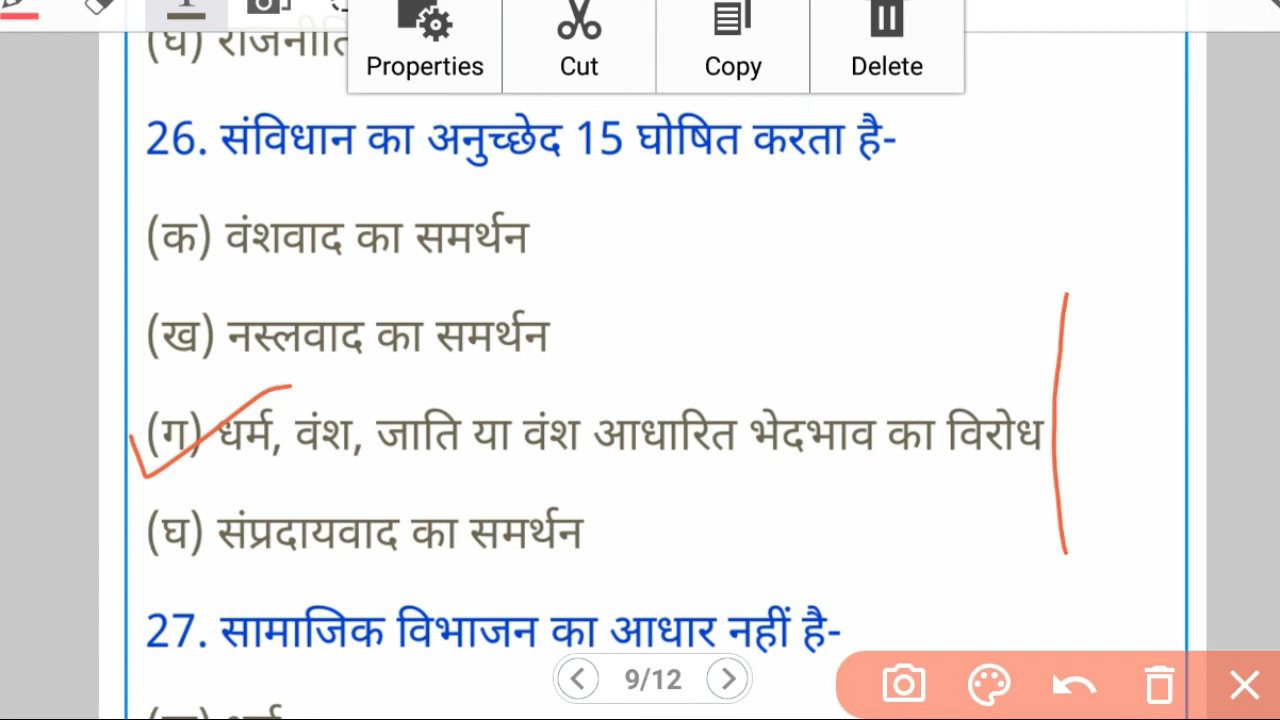 (घ)
Properties Cut Copy Delete
26. संविधान का अनुच्छेद 15 घोषित करता है-
(क) वंशवाद का समर्थन
(ख) नस्लवाद का समर्थन
(ग) धर्म, वंश, जाति या वंश आधारित भेदभाव का विरोध
(घ) संप्रदायवाद का समर्थन
27. सामाजिक विभाजन का आधार नहीं है-
9/12